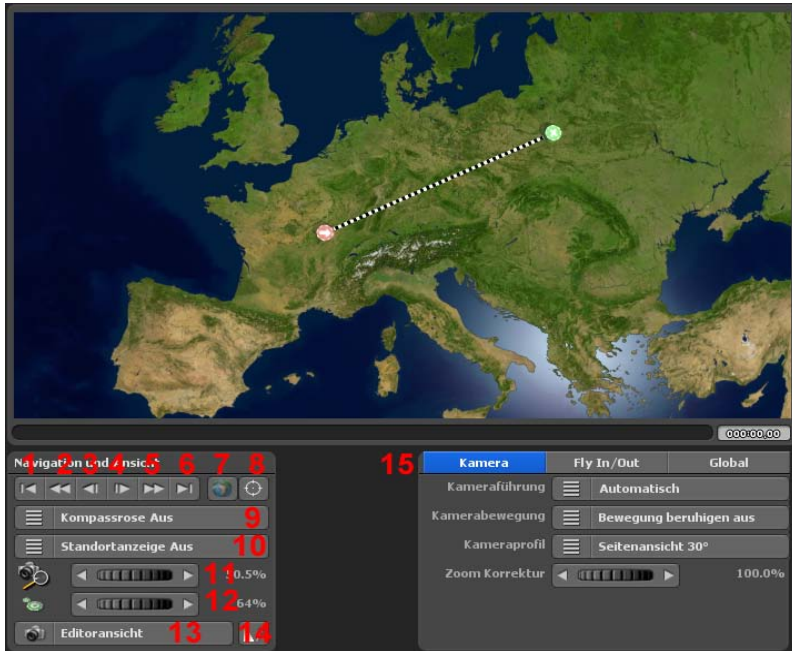 000:00,00
Navigation und Ansicht
1 2 3 4 5 6 7 8
Kompassrose Aus 9
Standortanzeige Aus 10
11 50.5%
12 64%
Editoransicht 13 14
15 Kamera Fly In/Out Global
Kameraführung Automatisch
Kamerabewegung Bewegung beruhigen aus
Kameraprofil Seitenansicht 30°
Zoom Korrektur 100.0%